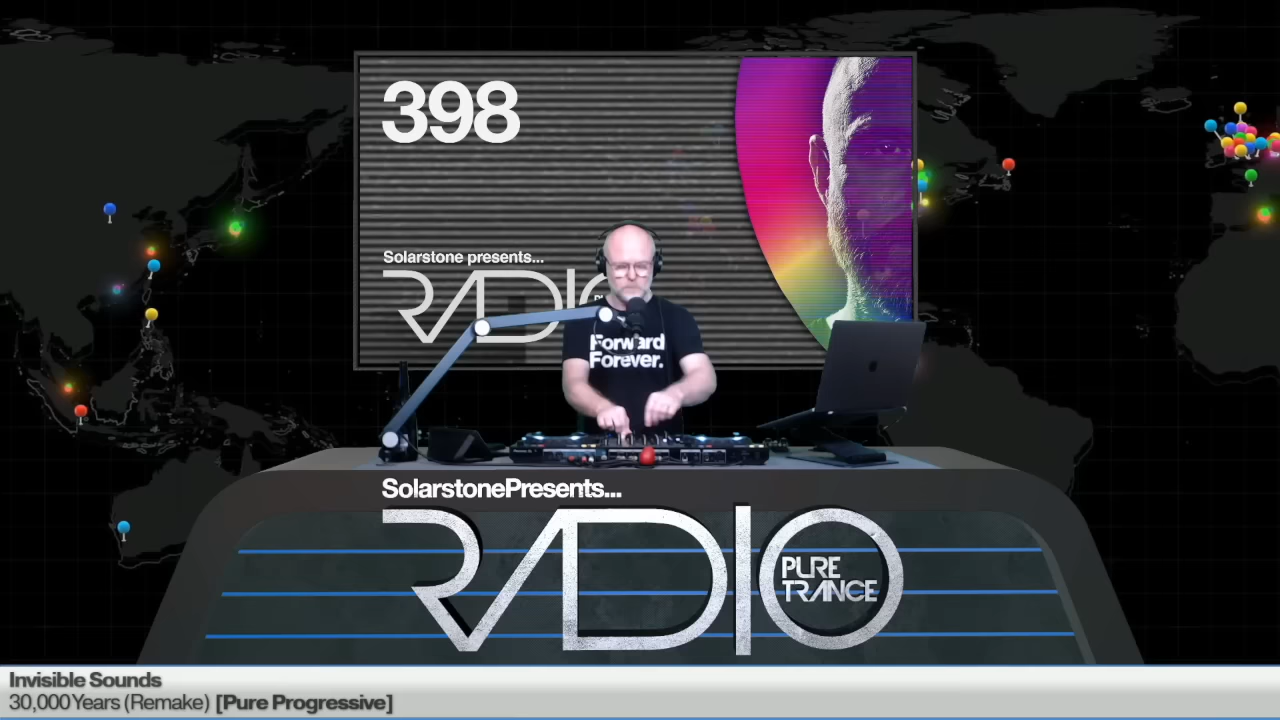 398
Solarstone presents...
RADIO
Forward
Forever.
SolarstonePresents...
RADIO
PURE
TRANCE
Invisible Sounds
30,000 Years (Remake) [Pure Progressive]